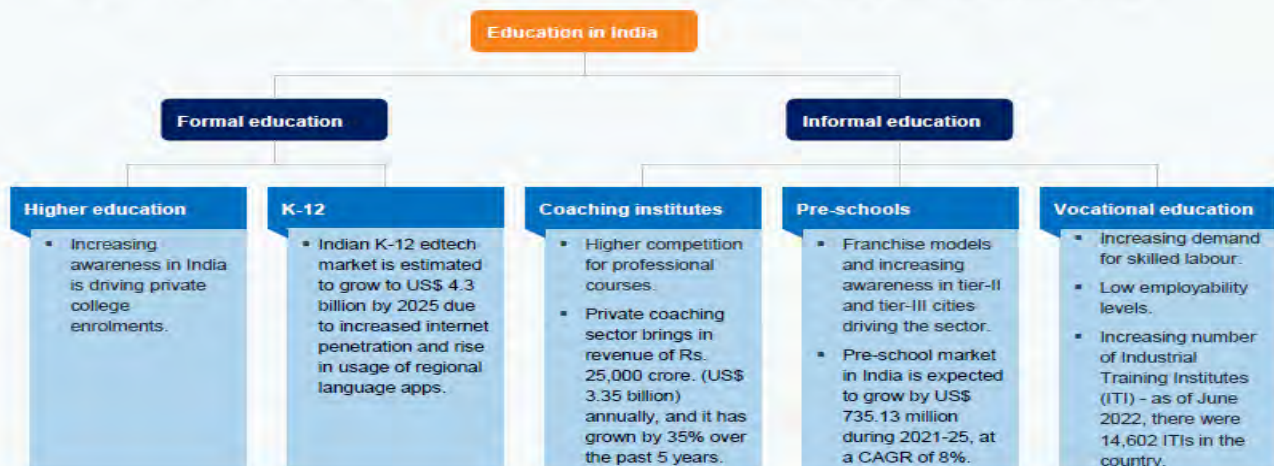 Education in India
Formal education
Informal education
Higher education
▪ Increasing
awareness in India
is driving private
college
enrolments.
K-12
▪ Indian K-12 edtech
market is estimated
to grow to US$ 4.3
billion by 2025 due
to increased internet
penetration and rise
in usage of regional
language apps.
Coaching institutes
▪ Higher competition
for professional
courses.
▪ Private coaching
sector brings in
revenue of Rs.
25,000 crore. (US$
3.35 billion)
annually, and it has
grown by 35% over
the past 5 years.
Pre-schools
▪ Franchise models
and increasing
awareness in tier-II
and tier-III cities
driving the sector.
▪ Pre-school market
in India is expected
to grow by US$
735.13 million
during 2021-25, at
a CAGR of 8%.
Vocational education
▪ Increasing demand
for skilled labour.
▪ Low employability
levels.
▪ Increasing number
of Industrial
Training Institutes
(ITI) - as of June
2022, there were
14,602 ITIs in the
country.